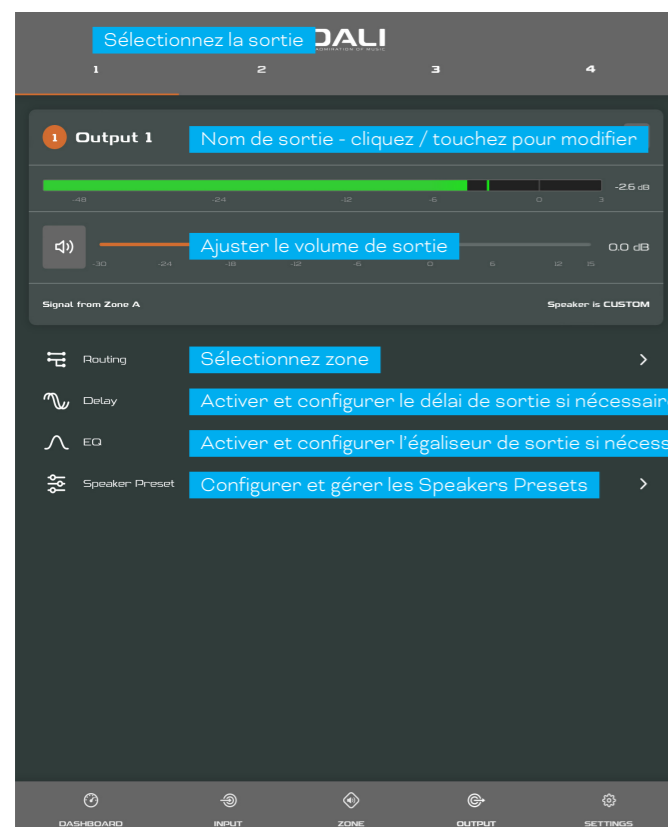 Sélectionnez la sortie DALI
1 2 3 4
1 Output 1 Nom de sortie - cliquez / touchez pour modifier
-2.6 dB
-48 -24 -12 -6 0 3
Ajuster le volume de sortie 0.0 dB
-30 -24 -18 -12 -6 0 6 12 15
Signal from Zone A Speaker is CUSTOM
Routing Sélectionnez zone
Delay Activer et configurer le délai de sortie si nécessair
EQ Activer et configurer l'égaliseur de sortie si nécess
Speaker Preset Configurer et gérer les Speakers Presets
DASHBOARD INPUT ZONE OUTPUT SETTINGS